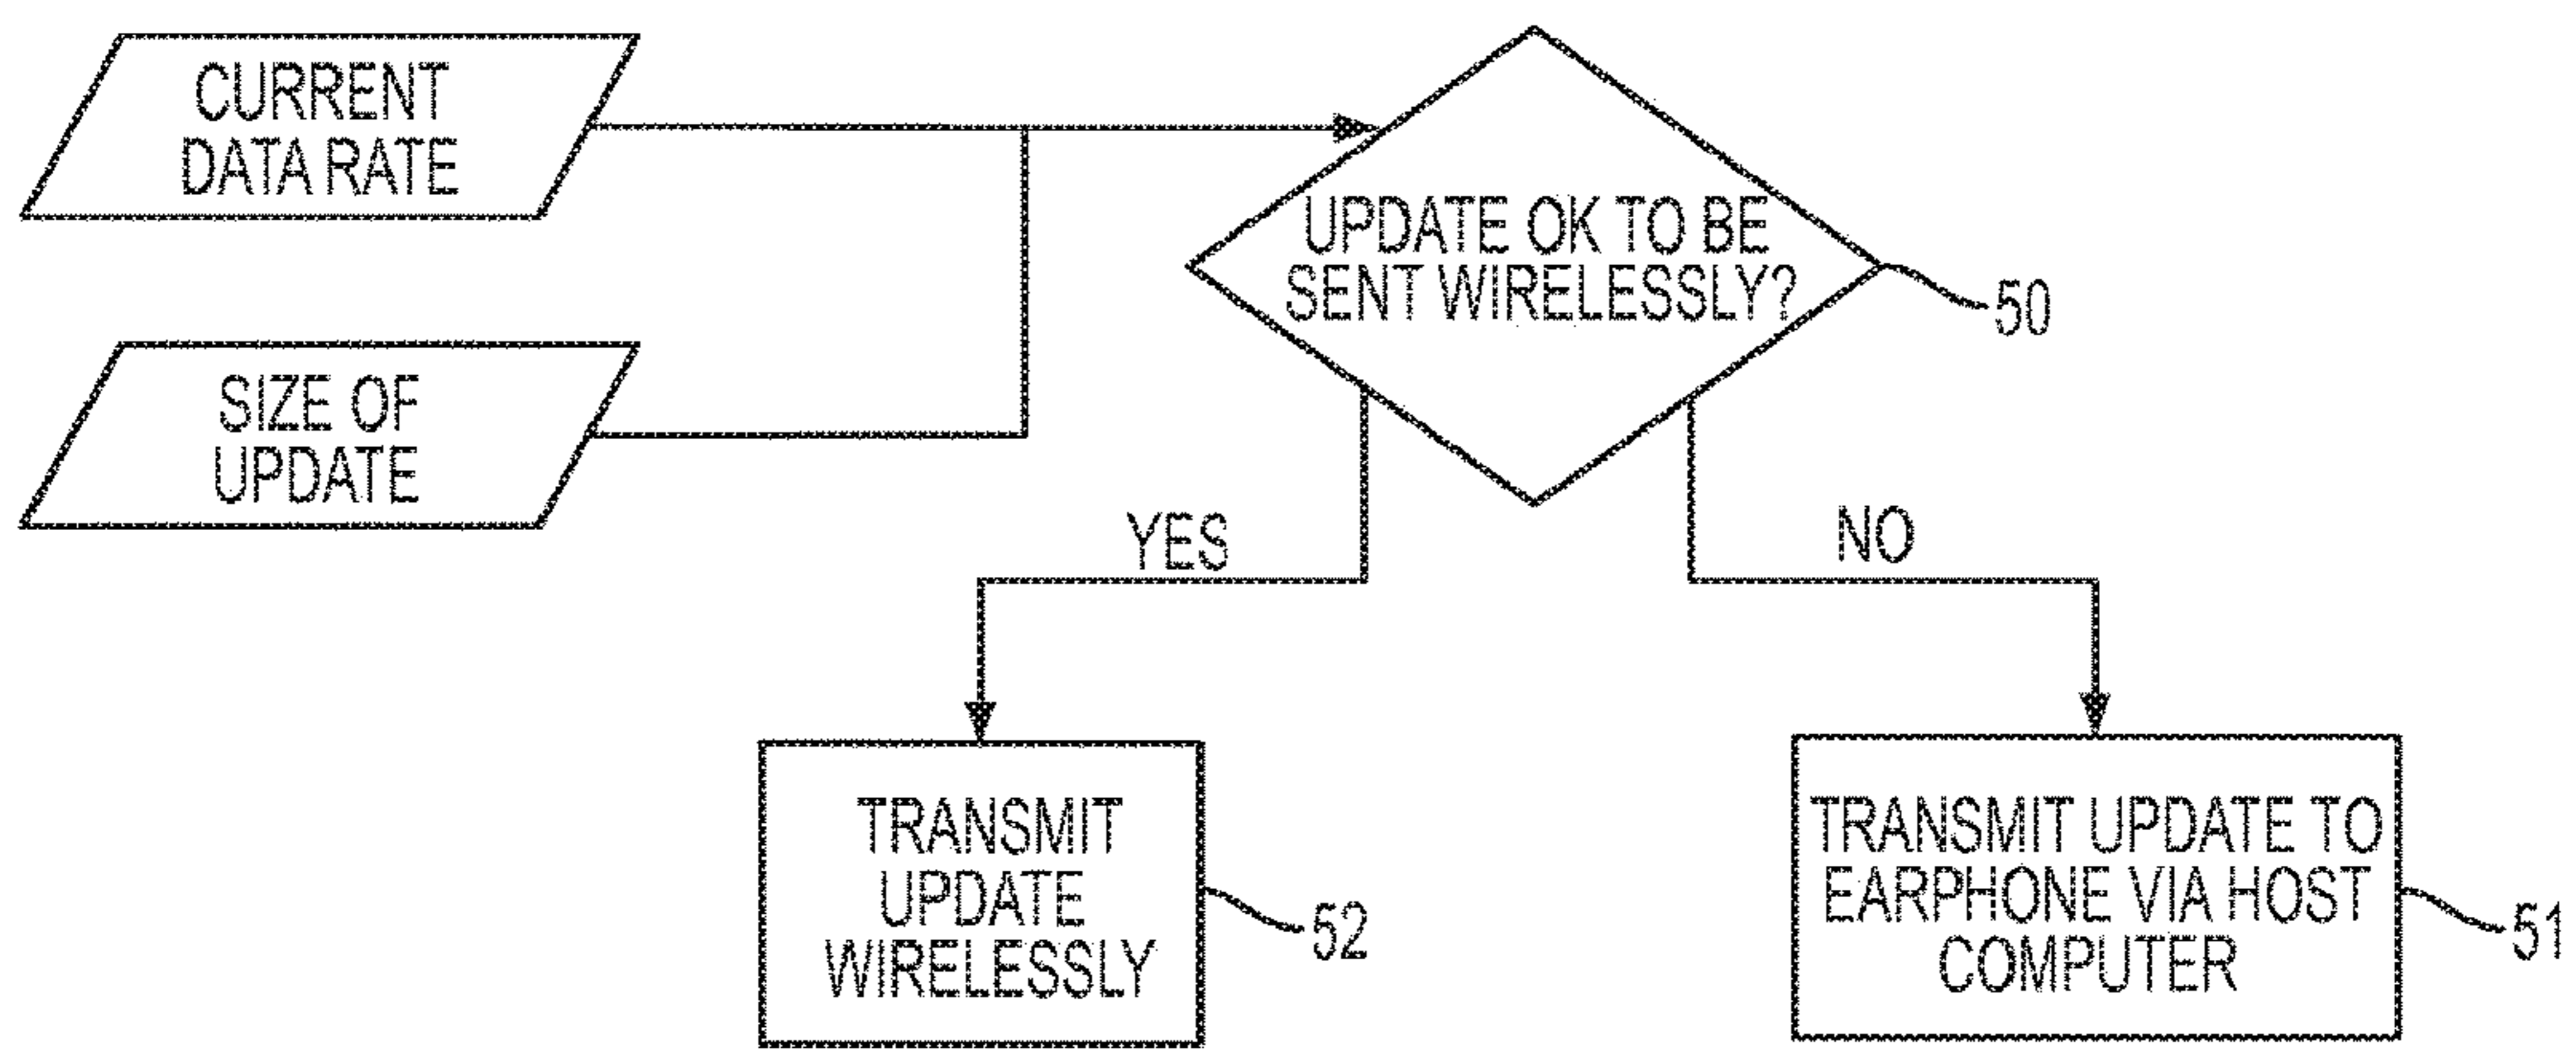 CURRENT
DATA RATE
UPDATE OK TO BE
SENT WIRELESSLY?
50
SIZE OF
UPDATE
YES
NO
TRANSMIT
UPDATE
WIRELESSLY
52
TRANSMIT UPDATE TO
EARPHONE VIA HOST
COMPUTER
51